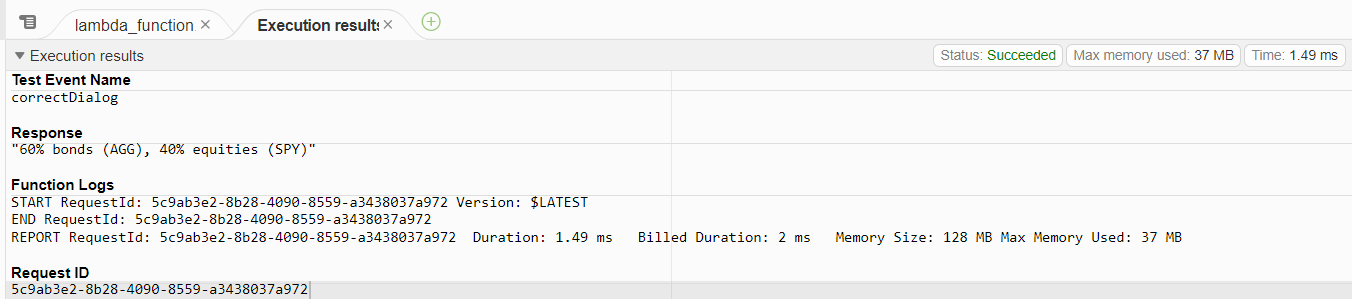 lambda_function ×
Execution results ×
Execution results
Status: Succeeded
Max memory used: 37 MB
Time: 1.49 ms
Test Event Name
correctDialog
Response
"60% bonds (AGG), 40% equities (SPY)"
Function Logs
START RequestId: 5c9ab3e2-8b28-4090-8559-a3438037a972 Version: $LATEST
END RequestId: 5c9ab3e2-8b28-4090-8559-a3438037a972
REPORT RequestId: 5c9ab3e2-8b28-4090-8559-a3438037a972 Duration: 1.49 ms Billed Duration: 2 ms Memory Size: 128 MB Max Memory Used: 37 MB
Request ID
5c9ab3e2-8b28-4090-8559-a3438037a972